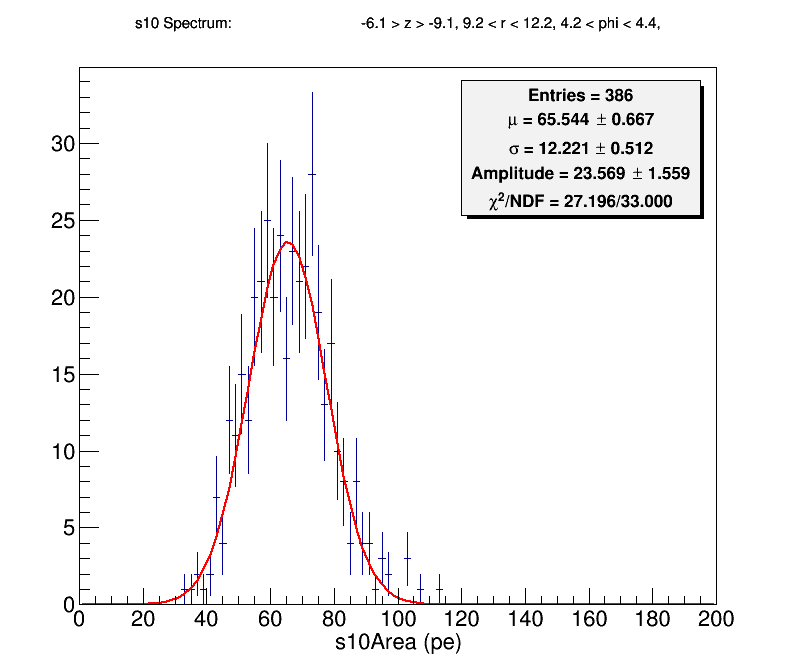 s10 Spectrum: -6.1 > z > -9.1, 9.2 < r < 12.2, 4.2 < phi < 4.4,
Entries = 386
μ = 65.544 ± 0.667
σ = 12.221 ± 0.512
Amplitude = 23.569 ± 1.559
χ²/NDF = 27.196/33.000
30
25
20
15
10
5
0
0 20 40 60 80 100 120 140 160 180 200
s10Area (pe)